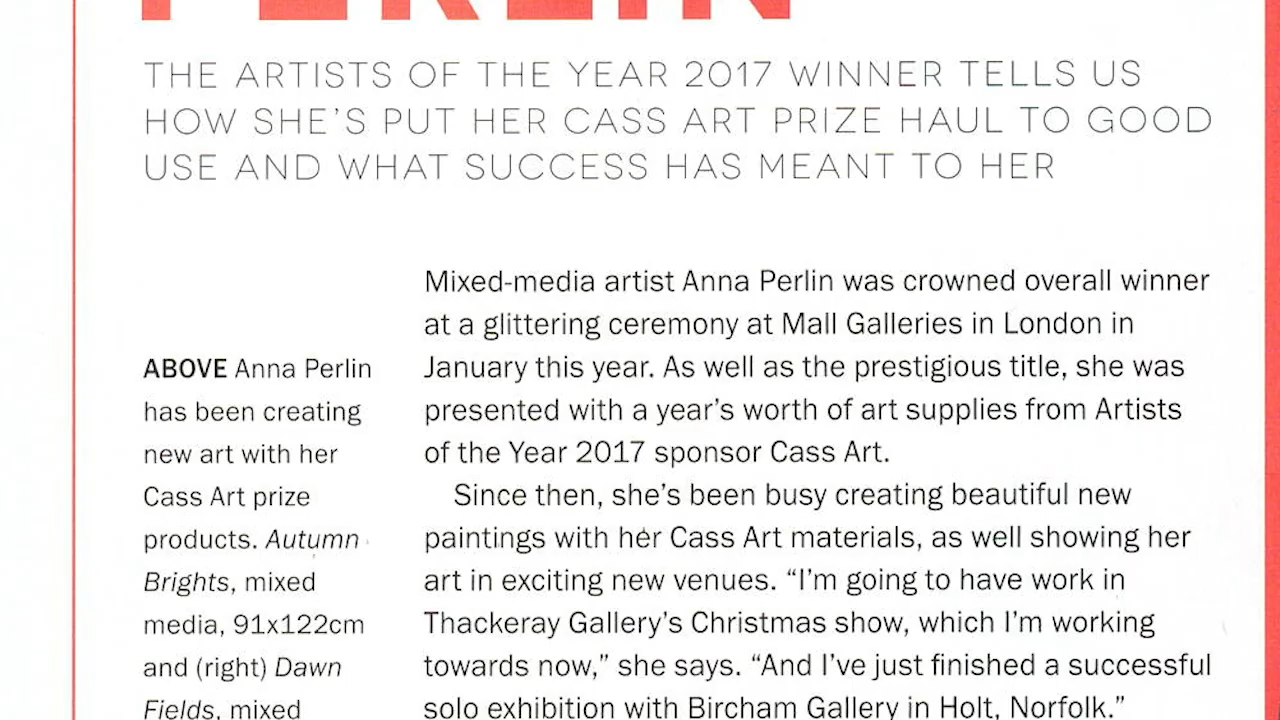 PERLIN
THE ARTISTS OF THE YEAR 2017 WINNER TELLS US
HOW SHE'S PUT HER CASS ART PRIZE HAUL TO GOOD
USE AND WHAT SUCCESS HAS MEANT TO HER
ABOVE Anna Perlin
has been creating
new art with her
Cass Art prize
products. Autumn
Brights, mixed
media, 91x122cm
and (right) Dawn
Fields, mixed
Mixed-media artist Anna Perlin was crowned overall winner
at a glittering ceremony at Mall Galleries in London in
January this year. As well as the prestigious title, she was
presented with a year's worth of art supplies from Artists
of the Year 2017 sponsor Cass Art.
Since then, she's been busy creating beautiful new
paintings with her Cass Art materials, as well showing her
art in exciting new venues. “I'm going to have work in
Thackeray Gallery's Christmas show, which I'm working
towards now,” she says. “And I've just finished a successful
solo exhibition with Bircham Gallery in Holt, Norfolk.”